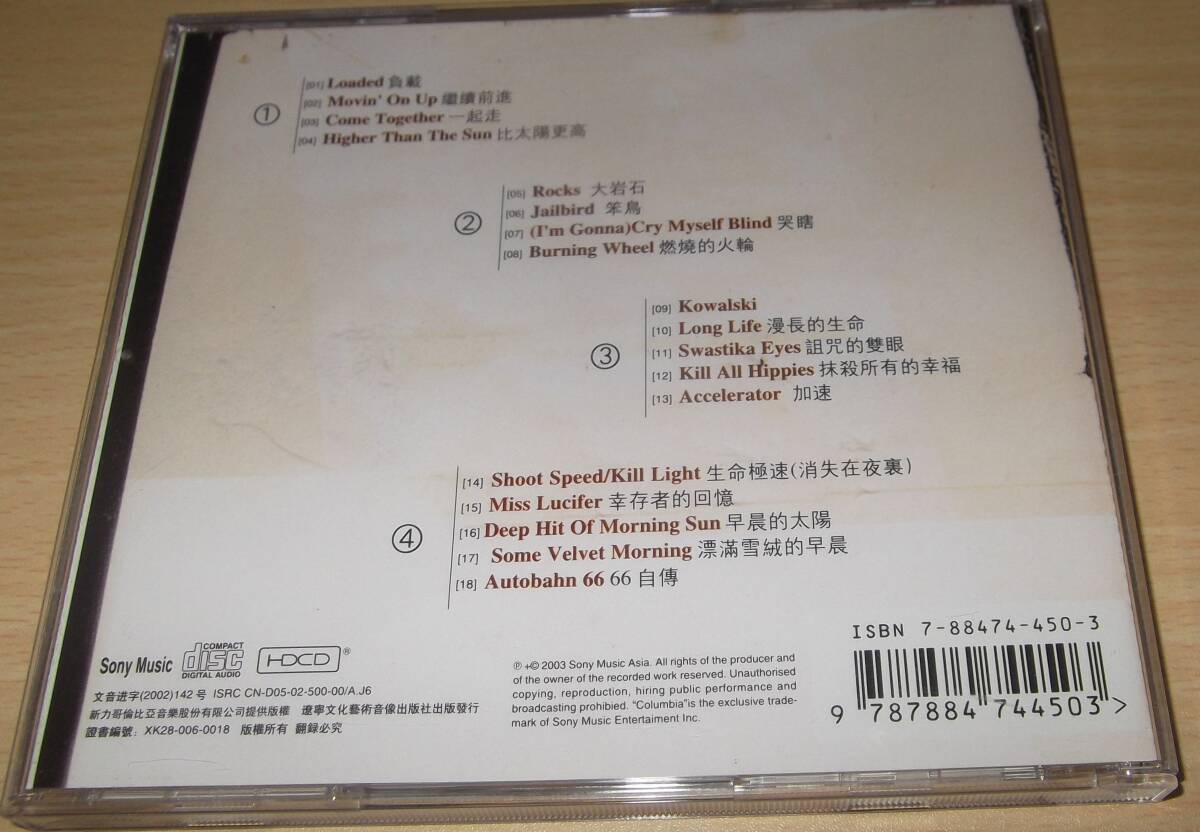 ①
[01] Loaded 負載
[02] Movin' On Up 繼續前進
[03] Come Together 一起走
[04] Higher Than The Sun 比太陽更高
②
[05] Rocks 大岩石
[06] Jailbird 笨鳥
[07] (I'm Gonna)Cry Myself Blind 哭瞎
[08] Burning Wheel 燃燒的火輪
③
[09] Kowalski
[10] Long Life 漫長的生命
[11] Swastika Eyes 詛咒的雙眼
[12] Kill All Hippies 抹殺所有的幸福
[13] Accelerator 加速
④
[14] Shoot Speed/Kill Light 生命極速(消失在夜裏)
[15] Miss Lucifer 幸存者的回憶
[16] Deep Hit Of Morning Sun 早晨的太陽
[17] Some Velvet Morning 漂滿雪絨的早晨
[18] Autobahn 66 66 自傳
Sony Music COMPACT disc DIGITAL AUDIO HDCD®
文音进字(2002)142号 ISRC CN-D05-02-500-00/A.J6
新力哥倫比亞音樂股份有限公司提供版權 遼寧文化藝術音像出版社出版發行
證書編號: XK28-006-0018 版權所有 翻録必究
℗+© 2003 Sony Music Asia. All rights of the producer and
of the owner of the recorded work reserved. Unauthorised
copying, reproduction, hiring public performance and
broadcasting prohibied. "Columbia"is the exclusive trade-
mark of Sony Music Entertaiment Inc.
ISBN 7-88474-450-3
9 787884 744503 >